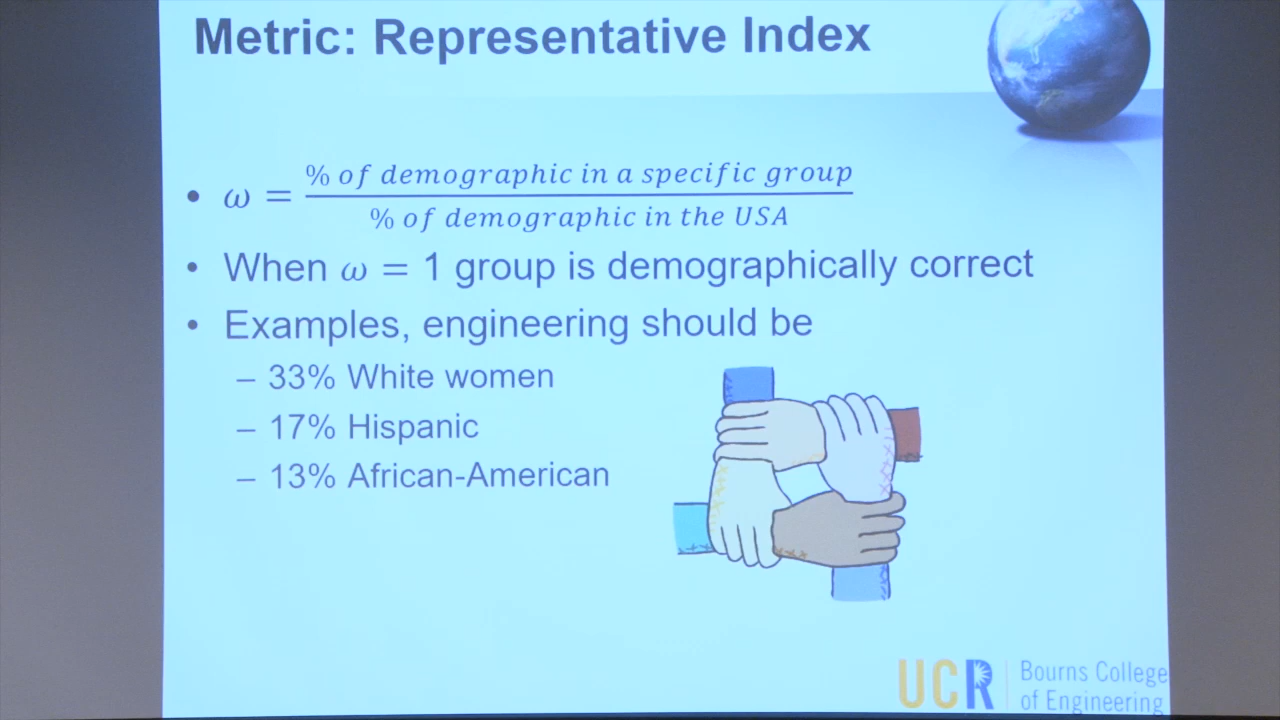 Metric: Representative Index
• ω = % of demographic in a specific group
% of demographic in the USA
• When ω = 1 group is demographically correct
• Examples, engineering should be
– 33% White women
– 17% Hispanic
– 13% African-American
UCR Bourns College
of Engineering